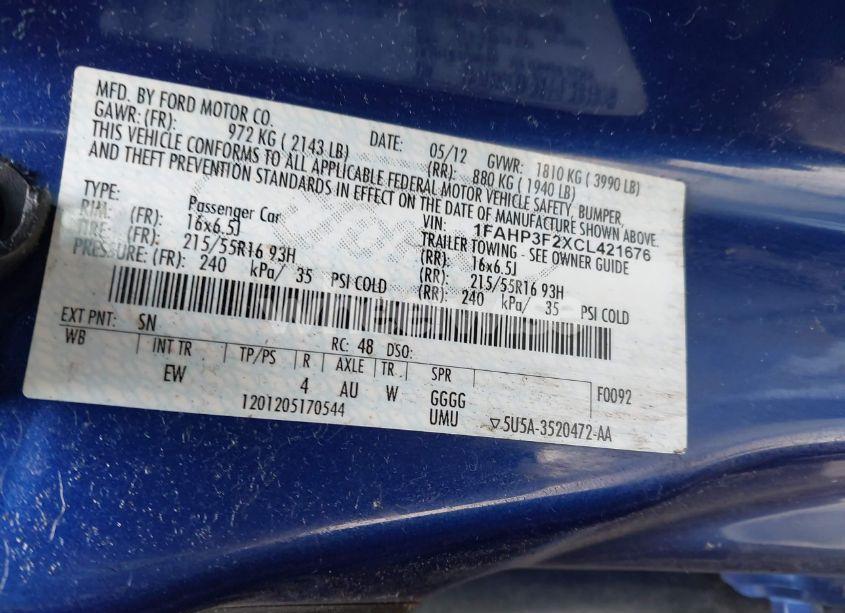 MFD. BY FORD MOTOR CO.
DATE: 05/12 GVWR: 1810 KG ( 3990 LB)
GAWR: (FR): 972 KG ( 2143 LB) (RR): 880 KG ( 1940 LB)
THIS VEHICLE CONFORMS TO ALL APPLICABLE FEDERAL MOTOR VEHICLE SAFETY, BUMPER,
AND THEFT PREVENTION STANDARDS IN EFFECT ON THE DATE OF MANUFACTURE SHOWN ABOVE.
VIN: 1FAHP3F2XCL421676
TYPE: Passenger Car TRAILER TOWING - SEE OWNER GUIDE
RIM: (FR): 16x6.5J (RR): 16x6.5J
TIRE: (FR): 215/55R16 93H (RR): 215/55R16 93H
PRESSURE: (FR): 240 kPa/ 35 PSI COLD (RR): 240 kPa/ 35 PSI COLD
EXT PNT: SN RC: 48 DSO:
WB INT TR TP/PS R AXLE TR SPR F0092
EW 4 AU W GGGG
UMU
1201205170544 ▽5U5A-3520472-AA